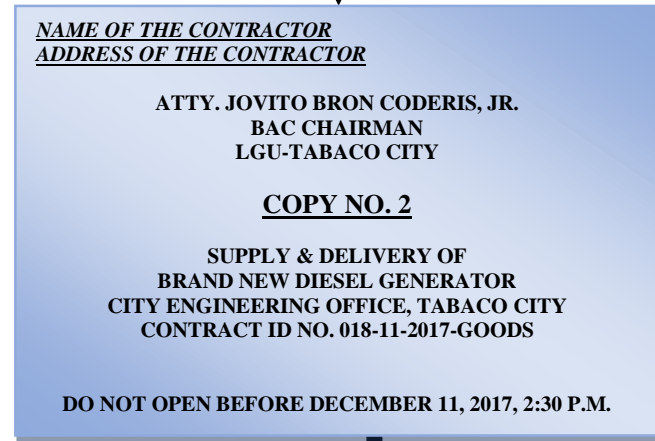 NAME OF THE CONTRACTOR
ADDRESS OF THE CONTRACTOR
ATTY. JOVITO BRON CODERIS, JR.
BAC CHAIRMAN
LGU-TABACO CITY
COPY NO. 2
SUPPLY & DELIVERY OF
BRAND NEW DIESEL GENERATOR
CITY ENGINEERING OFFICE, TABACO CITY
CONTRACT ID NO. 018-11-2017-GOODS
DO NOT OPEN BEFORE DECEMBER 11, 2017, 2:30 P.M.